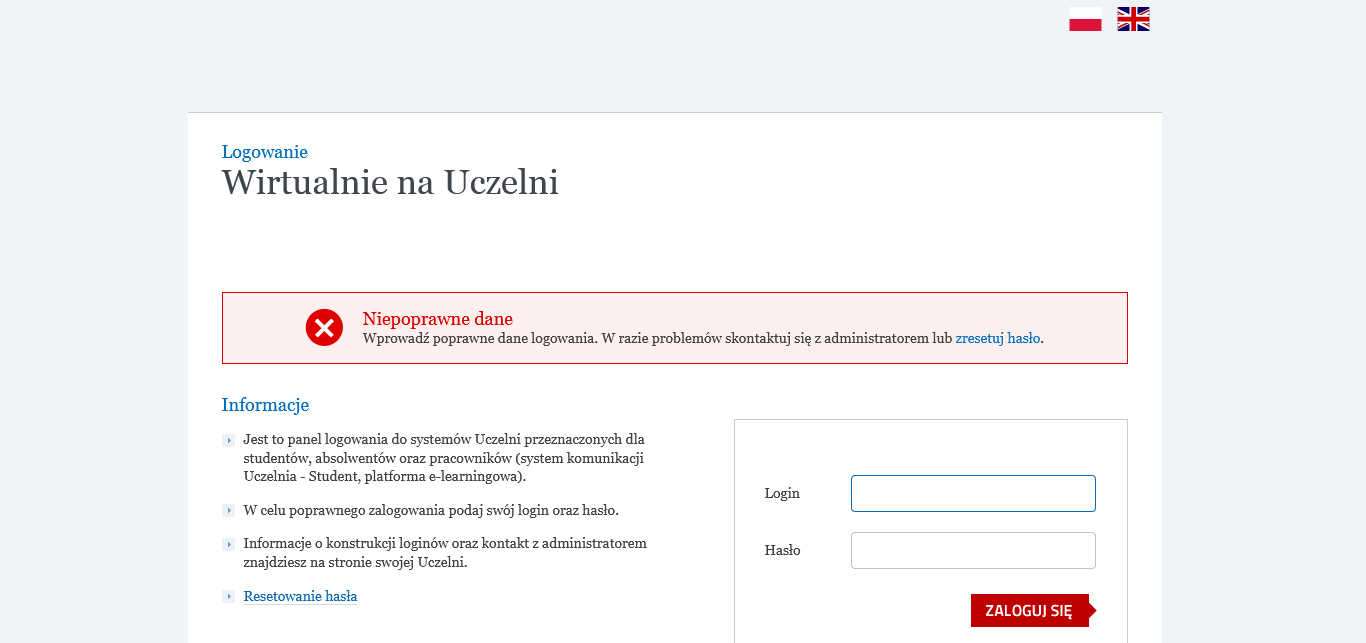 Logowanie
Wirtualnie na Uczelni
Niepoprawne dane
Wprowadź poprawne dane logowania. W razie problemów skontaktuj się z administratorem lub zresetuj hasło.
Informacje
Jest to panel logowania do systemów Uczelni przeznaczonych dla
studentów, absolwentów oraz pracowników (system komunikacji
Uczelnia - Student, platforma e-learningowa).
W celu poprawnego zalogowania podaj swój login oraz hasło.
Informacje o konstrukcji loginów oraz kontakt z administratorem
znajdziesz na stronie swojej Uczelni.
Resetowanie hasła
Login
Hasło
ZALOGUJ SIĘ